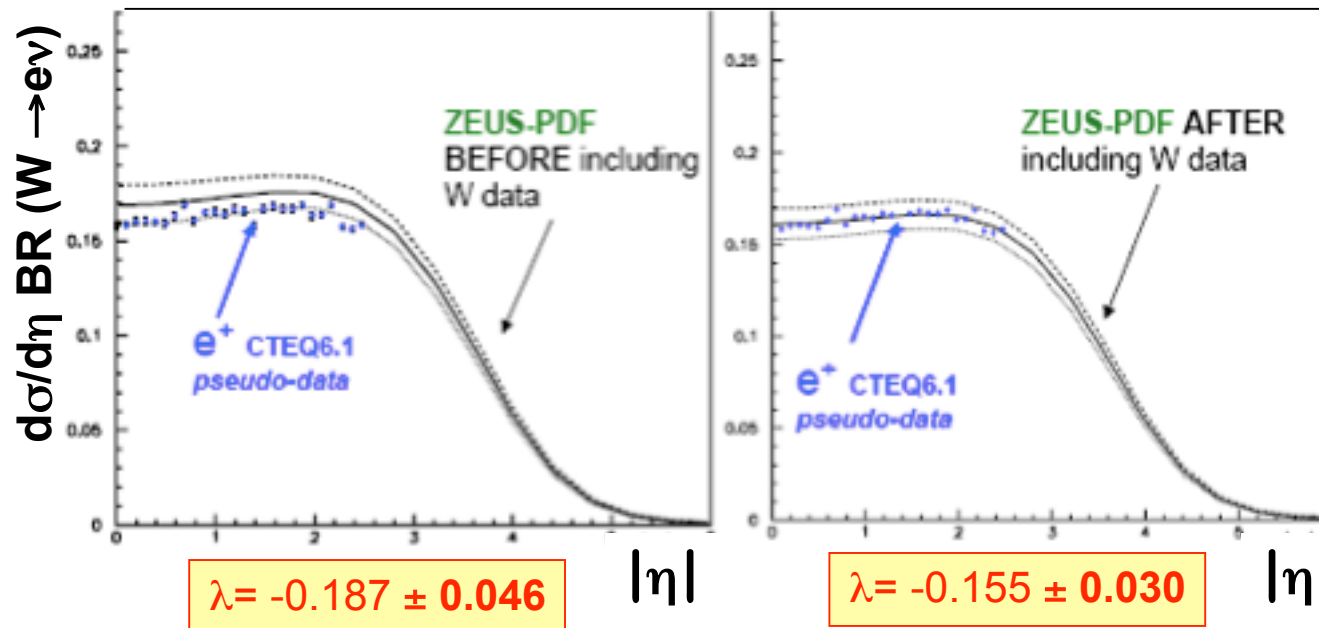 dσ/dη BR (W →eν)
0.25
0.2
0.15
0.1
0.05
0
0 1 2 3 4
ZEUS-PDF
BEFORE including
W data
e⁺ CTEQ6.1
pseudo-data
|η|
λ= -0.187 ± 0.046
0.25
0.2
0.15
0.1
0.05
0
0 1 2 3 4 5
ZEUS-PDF AFTER
including W data
e⁺ CTEQ6.1
pseudo-data
|η
λ= -0.155 ± 0.030